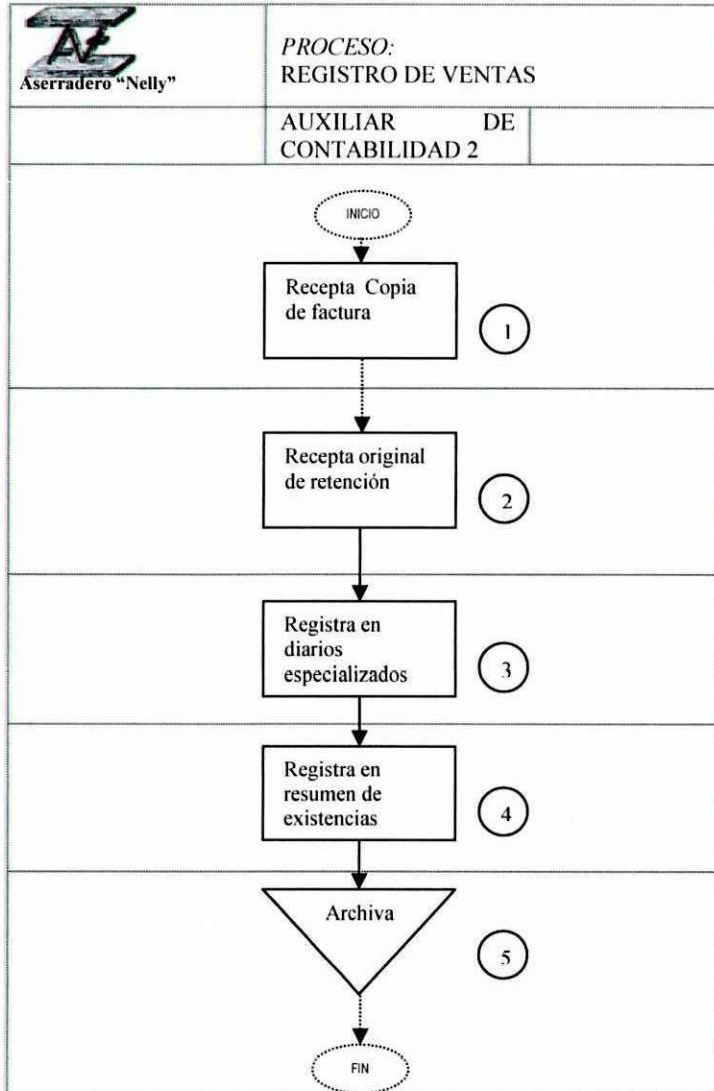 Aserradero “Nelly”
PROCESO:
REGISTRO DE VENTAS
AUXILIAR DE
CONTABILIDAD 2
INICIO
Recepta Copia
de factura
1
Recepta original
de retención
2
Registra en
diarios
especializados
3
Registra en
resumen de
existencias
4
Archiva
5
FIN